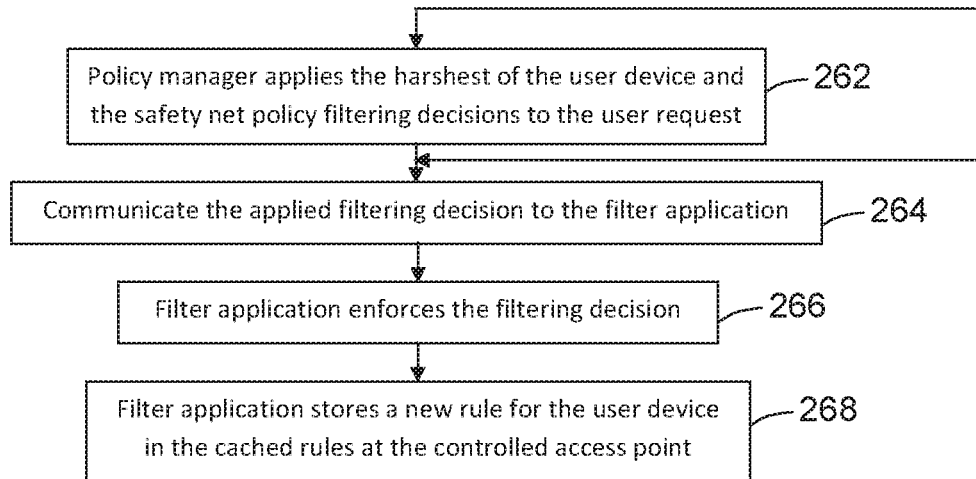 Policy manager applies the harshest of the user device and
the safety net policy filtering decisions to the user request
262
Communicate the applied filtering decision to the filter application
264
Filter application enforces the filtering decision
266
Filter application stores a new rule for the user device
in the cached rules at the controlled access point
268